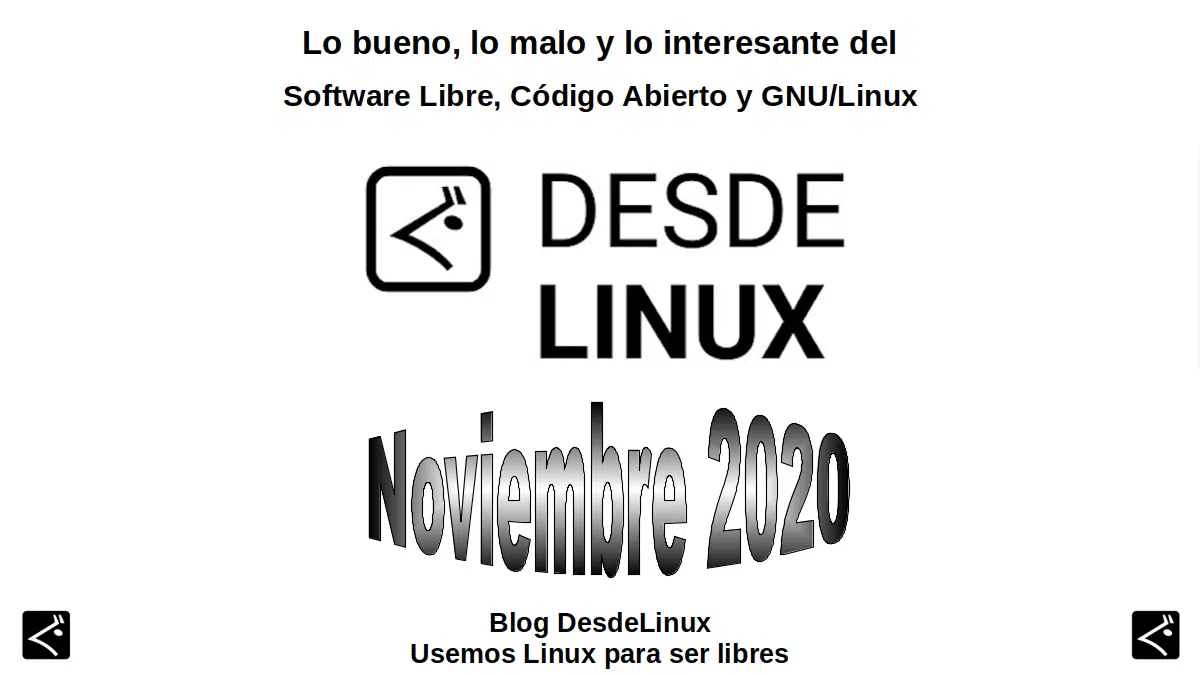 Lo bueno, lo malo y lo interesante del
Software Libre, Código Abierto y GNU/Linux
DESDE
LINUX
Noviembre 2020
Blog DesdeLinux
Usemos Linux para ser libres